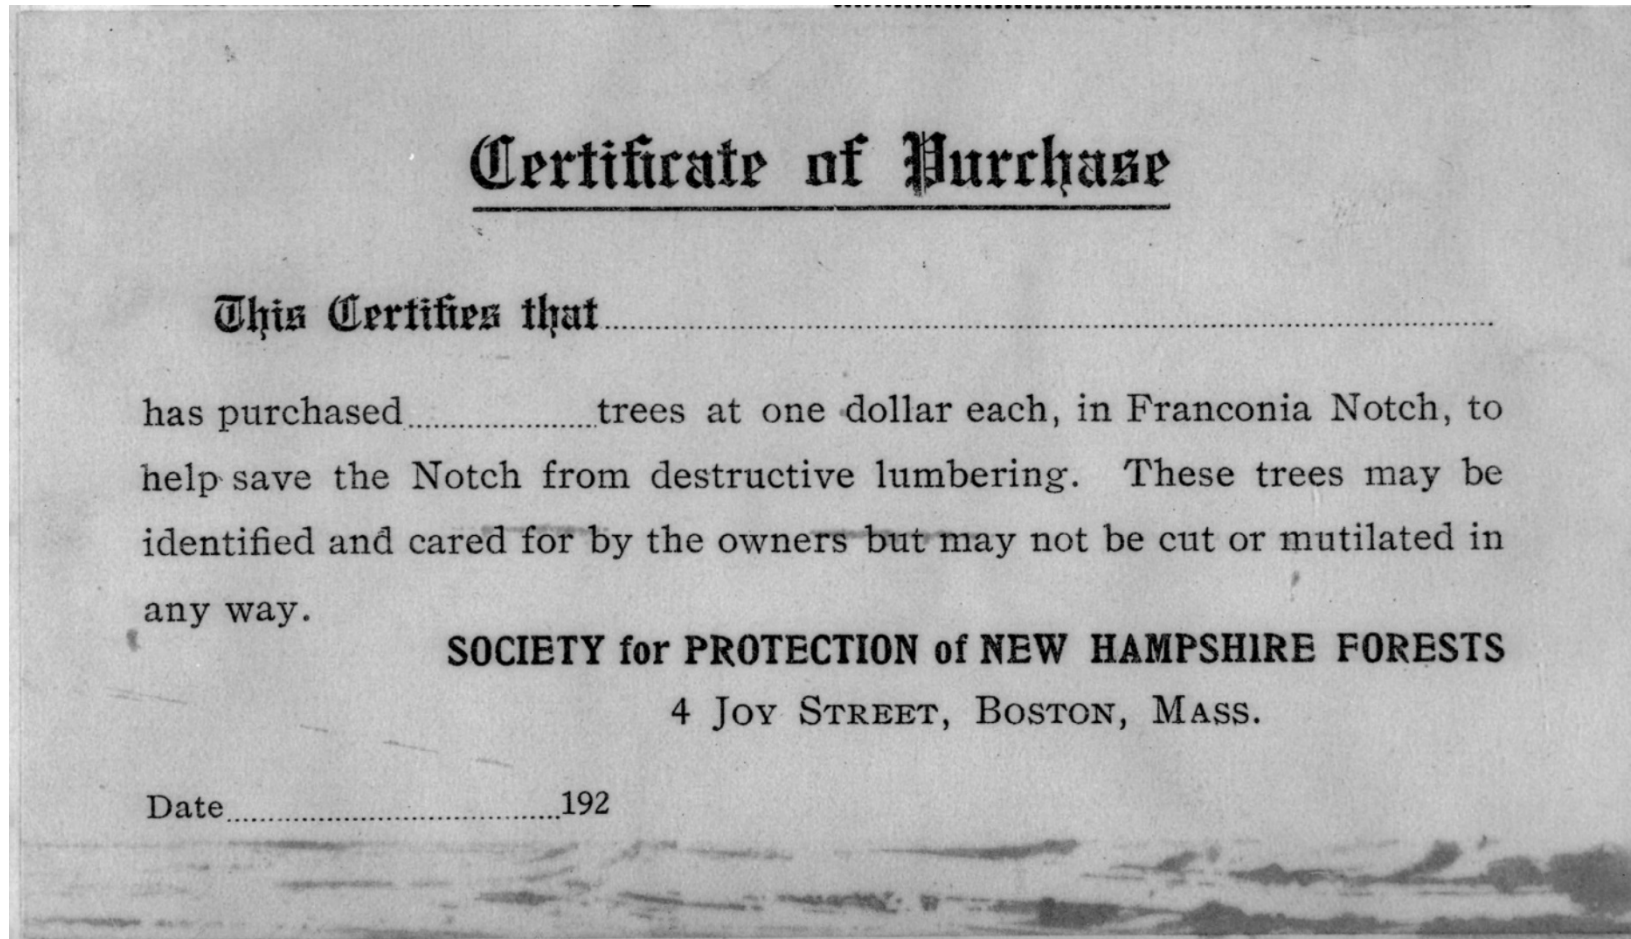 Certificate of Purchase
This Certifies that
has purchased trees at one dollar each, in Franconia Notch, to
help save the Notch from destructive lumbering. These trees may be
identified and cared for by the owners but may not be cut or mutilated in
any way.
SOCIETY for PROTECTION of NEW HAMPSHIRE FORESTS
4 JOY STREET, BOSTON, MASS.
Date 192